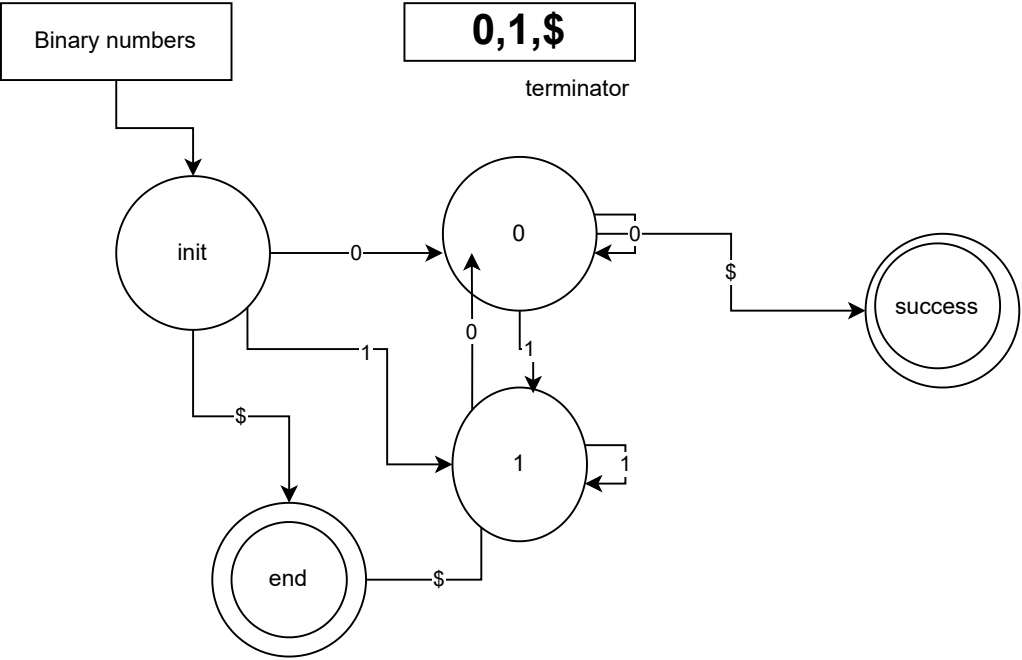 Binary numbers
0,1,$
terminator
init
0
0
0
$
success
0
1
1
1
1
$
end
$